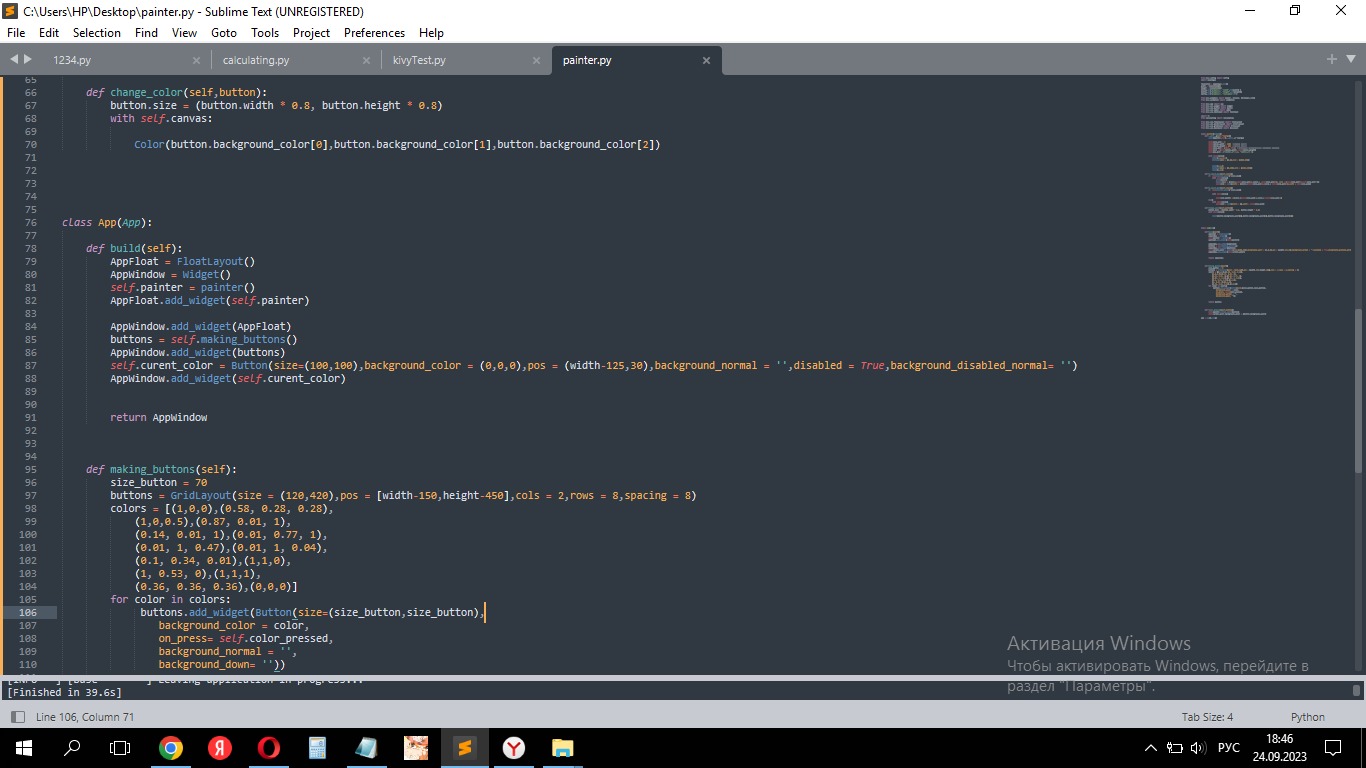 C:\Users\HP\Desktop\painter.py - Sublime Text (UNREGISTERED)
File Edit Selection Find View Goto Tools Project Preferences Help
1234.py calculating.py kivyTest.py painter.py
65
66 def change_color(self,button):
67 button.size = (button.width * 0.8, button.height * 0.8)
68 with self.canvas:
69
70 Color(button.background_color[0],button.background_color[1],button.background_color[2])
71
72
73
74
75
76 class App(App):
77
78 def build(self):
79 AppFloat = FloatLayout()
80 AppWindow = Widget()
81 self.painter = painter()
82 AppFloat.add_widget(self.painter)
83
84 AppWindow.add_widget(AppFloat)
85 buttons = self.making_buttons()
86 AppWindow.add_widget(buttons)
87 self.curent_color = Button(size=(100,100),background_color = (0,0,0),pos = (width-125,30),background_normal = '',disabled = True,background_disabled_normal= '')
88 AppWindow.add_widget(self.curent_color)
89
90
91 return AppWindow
92
93
94
95 def making_buttons(self):
96 size_button = 70
97 buttons = GridLayout(size = (120,420),pos = [width-150,height-450],cols = 2,rows = 8,spacing = 8)
98 colors = [(1,0,0),(0.58, 0.28, 0.28),
99 (1,0,0.5),(0.87, 0.01, 1),
100 (0.14, 0.01, 1),(0.01, 0.77, 1),
101 (0.01, 1, 0.47),(0.01, 1, 0.04),
102 (0.1, 0.34, 0.01),(1,1,0),
103 (1, 0.53, 0),(1,1,1),
104 (0.36, 0.36, 0.36),(0,0,0)]
105 for color in colors:
106 buttons.add_widget(Button(size=(size_button,size_button),
107 background_color = color,
108 on_press= self.color_pressed,
109 background_normal = '',
110 background_down= ''))
Активация Windows
Чтобы активировать Windows, перейдите в
раздел "Параметры".
[Finished in 39.6s]
Line 106, Column 71 Tab Size: 4 Python
РУС 18:46
24.09.2023